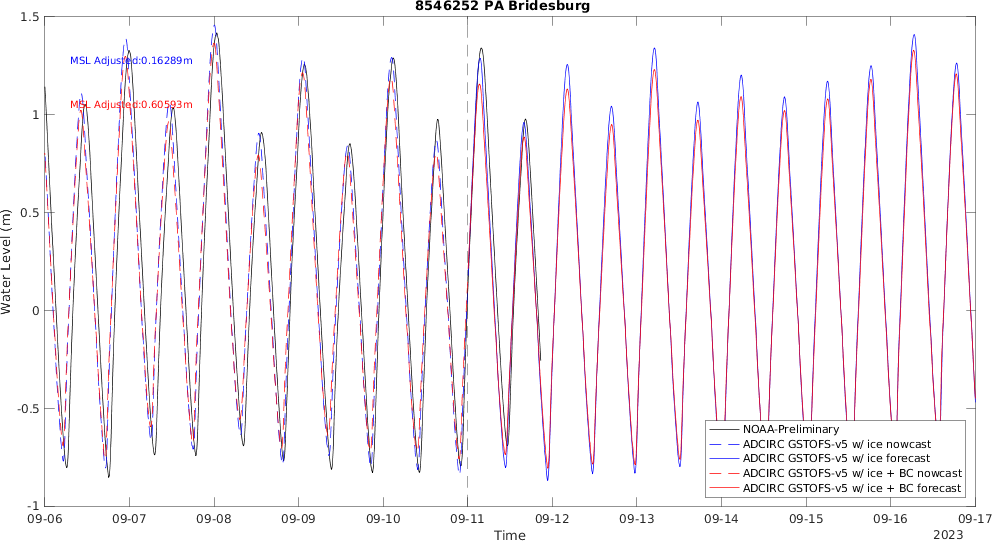 8546252 PA Bridesburg
1.5
1
0.5
0
-0.5
-1
Water Level (m)
MSL Adjusted:0.16289m
MSL Adjusted:0.60593m
NOAA-Preliminary
ADCIRC GSTOFS-v5 w/ ice nowcast
ADCIRC GSTOFS-v5 w/ ice forecast
ADCIRC GSTOFS-v5 w/ ice + BC nowcast
ADCIRC GSTOFS-v5 w/ ice + BC forecast
09-06 09-07 09-08 09-09 09-10 09-11 09-12 09-13 09-14 09-15 09-16 09-17
Time
2023